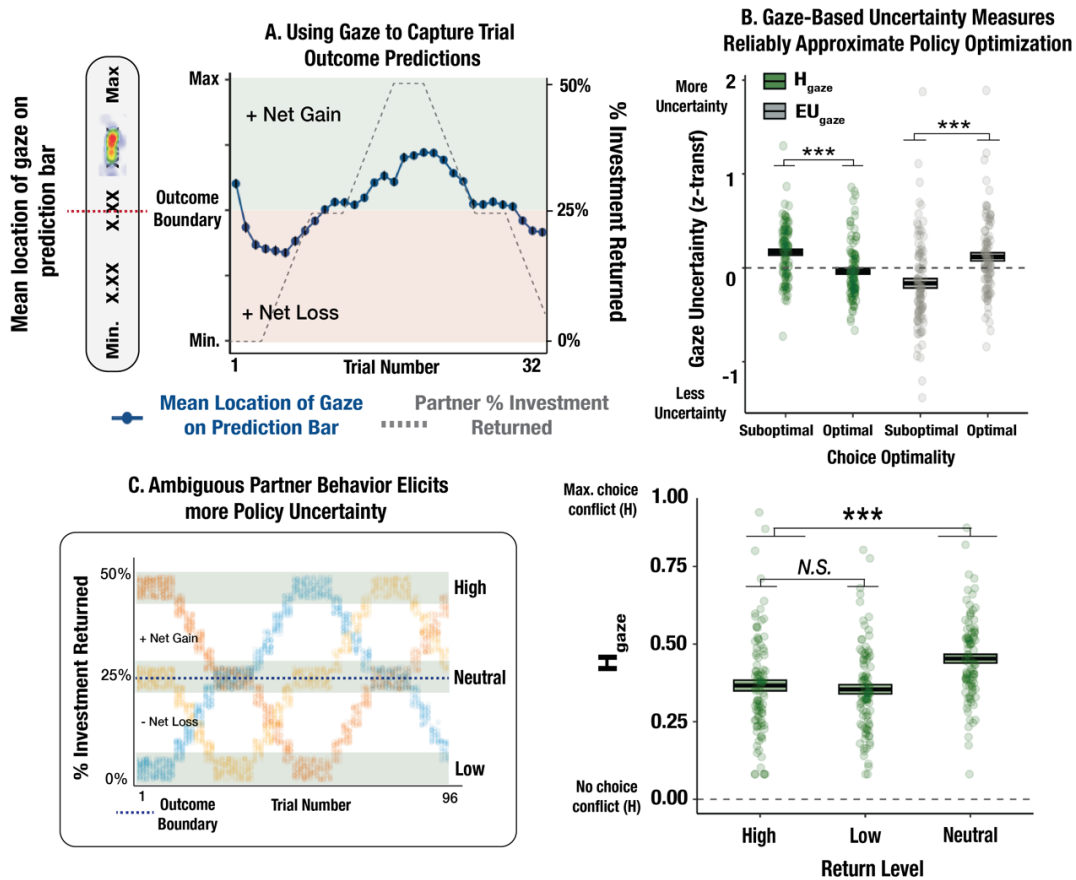 A. Using Gaze to Capture Trial
Outcome Predictions
Mean location of gaze on
prediction bar
Min. X.XX X.XX Max
Max
Outcome
Boundary
Min.
+ Net Gain
+ Net Loss
50%
25%
0%
% Investment Returned
1
Trial Number
32
Mean Location of Gaze
on Prediction Bar
Partner % Investment
Returned
B. Gaze-Based Uncertainty Measures
Reliably Approximate Policy Optimization
More
Uncertainty
Less
Uncertainty
Gaze Uncertainty (z-transf)
2
1
0
-1
Hgaze
EUgaze
***
***
Suboptimal
Optimal
Suboptimal
Optimal
Choice Optimality
C. Ambiguous Partner Behavior Elicits
more Policy Uncertainty
% Investment Returned
50%
25%
0%
+ Net Gain
- Net Loss
High
Neutral
Low
1
Trial Number
96
Outcome
Boundary
Max. choice
conflict (H)
No choice
conflict (H)
Hgaze
1.00
0.75
0.50
0.25
0.00
***
N.S.
High
Low
Neutral
Return Level